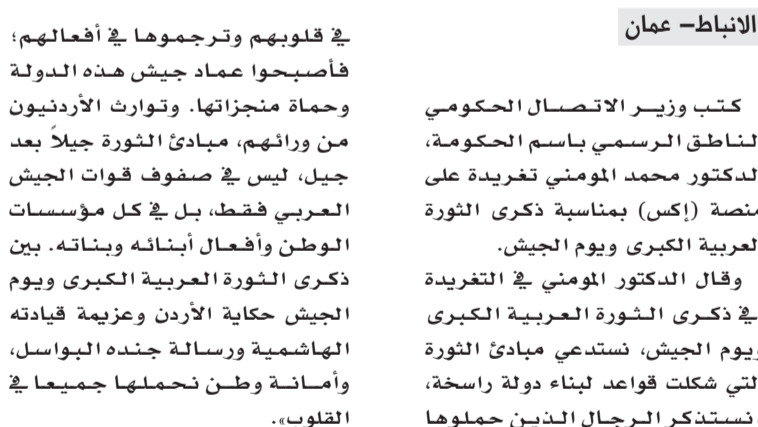 الانباط– عمان
كتب وزير الاتصال الحكومي
لناطق الرسمي باسم الحكومة،
لدكتور محمد المومني تغريدة على
منصة (إكس) بمناسبة ذكرى الثورة
لعربية الكبرى ويوم الجيش.
وقال الدكتور المومني في التغريدة
في ذكرى الثورة العربية الكبرى
ويوم الجيش، نستدعي مبادئ الثورة
لتي شكلت قواعد لبناء دولة راسخة،
ونستذكر الرجال الذين حملوها
في قلوبهم وترجموها في أفعالهم؛
فأصبحوا عماد جيش هذه الدولة
وحماة منجزاتها. وتوارث الأردنيون
من ورائهم، مبادئ الثورة جيلاً بعد
جيل، ليس في صفوف قوات الجيش
العربي فقط، بل في كل مؤسسات
الوطن وأفعال أبنائه وبناته. بين
ذكرى الثورة العربية الكبرى ويوم
الجيش حكاية الأردن وعزيمة قيادته
الهاشمية ورسالة جنده البواسل،
وأمانة وطن نحملها جميعا في
القلوب».